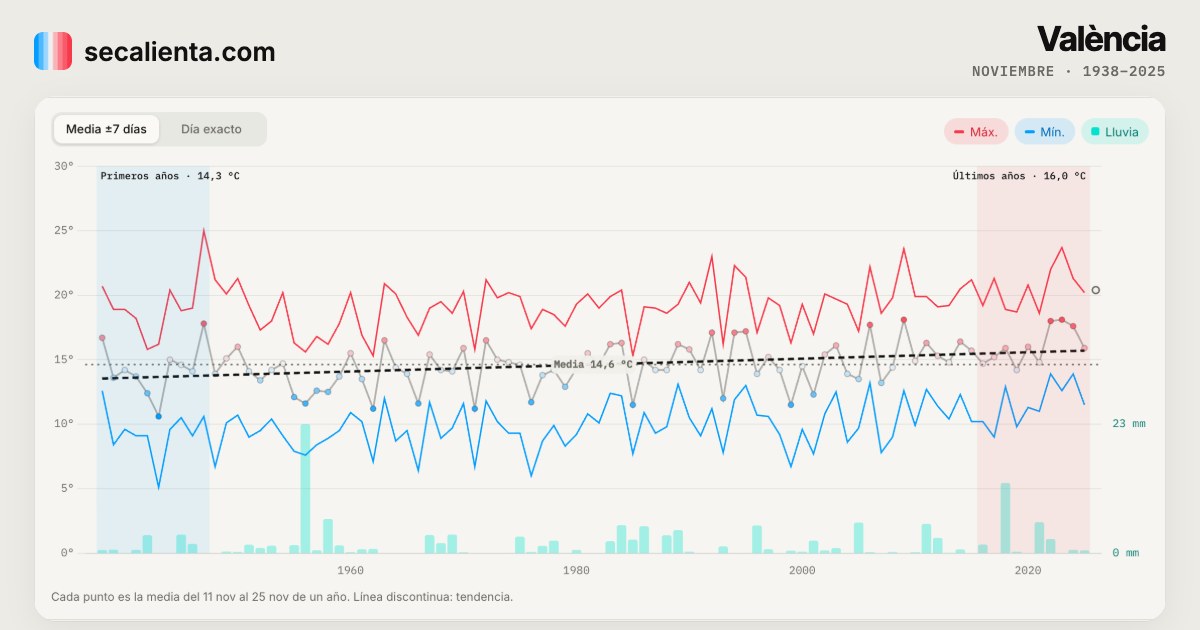 secalienta.com
València
NOVIEMBRE · 1938–2025
Media ±7 días
Día exacto
Máx.
Mín.
Lluvia
30°
Primeros años · 14,3 °C
Últimos años · 16,0 °C
25°
20°
15°
Media 14,6 °C
10°
23 mm
5°
0°
0 mm
1960
1980
2000
2020
Cada punto es la media del 11 nov al 25 nov de un año. Línea discontinua: tendencia.